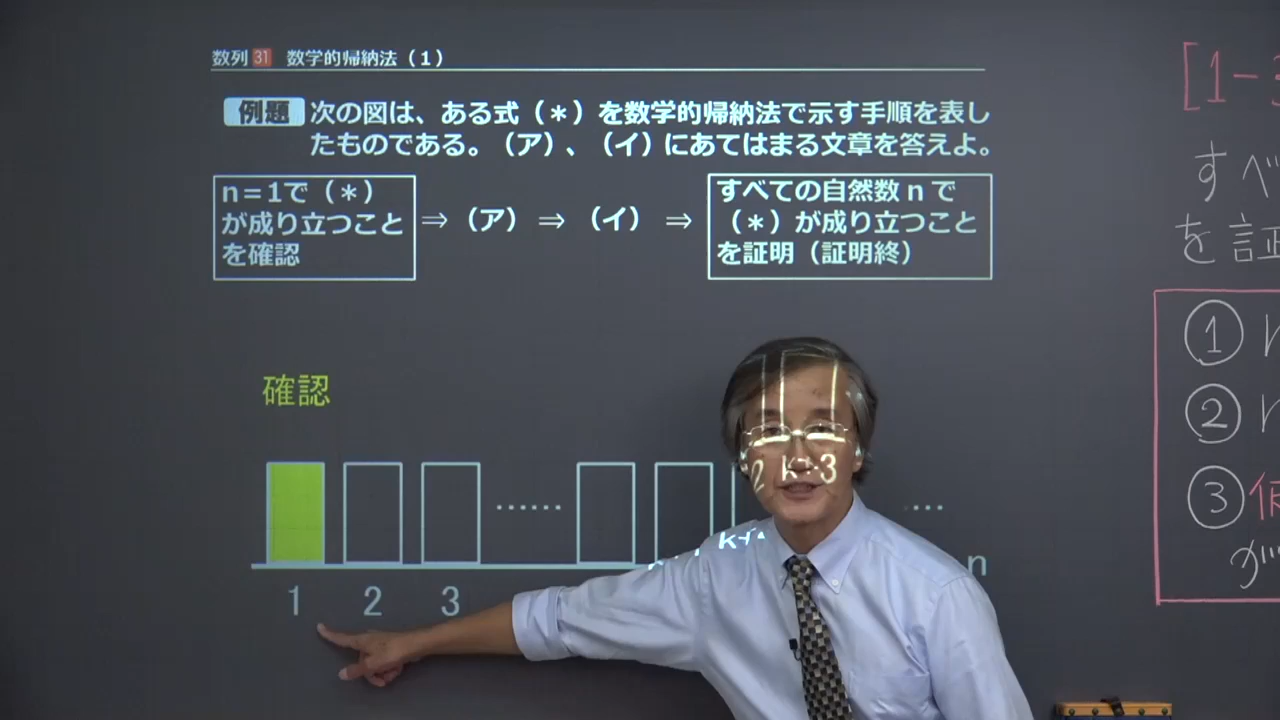 数列 31 数学的帰納法（1）
例題 次の図は、ある式（＊）を数学的帰納法で示す手順を表し
たものである。（ア）、（イ）にあてはまる文章を答えよ。
n＝1で（＊）
が成り立つこと
を確認
⇒（ア）⇒（イ）⇒
すべての自然数 n で
（＊）が成り立つこと
を証明（証明終）
確認
……
…
1 2 3
k+3
n
[1-3
すべ
を証
①
②
③ 仮
が